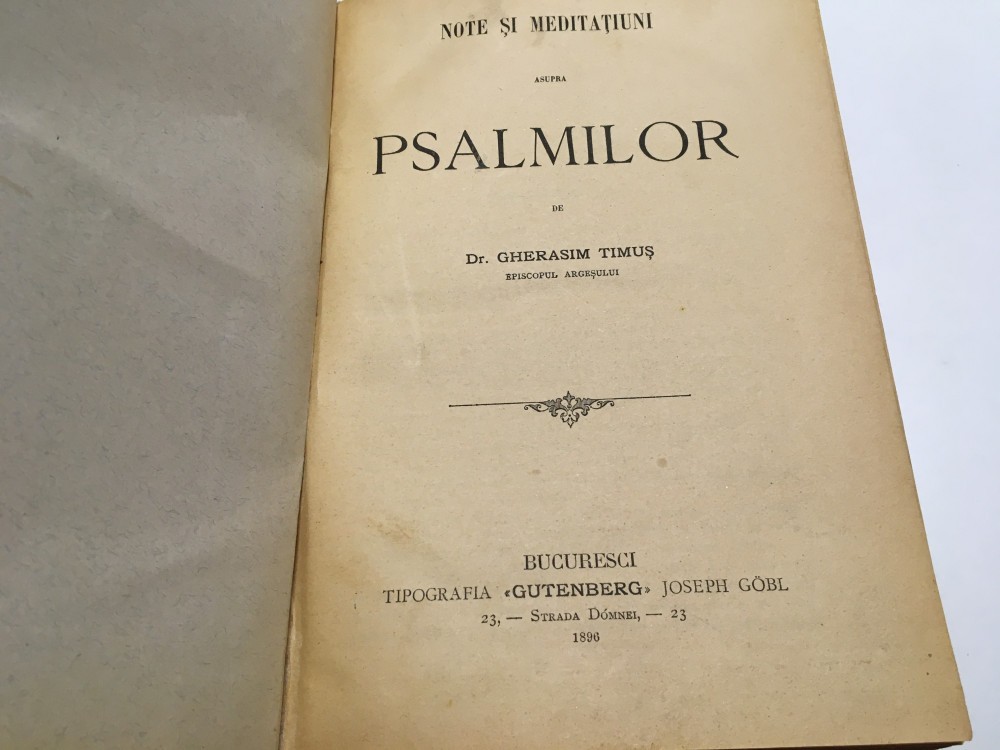 NOTE ŞI MEDITAŢIUNI
ASUPRA
PSALMILOR
DE
Dr. GHERASIM TIMUŞ
EPISCOPUL ARGEŞULUI
BUCURESCI
TIPOGRAFIA «GUTENBERG» JOSEPH GÖBL
23, — STRADA DÓMNEI, — 23
1896